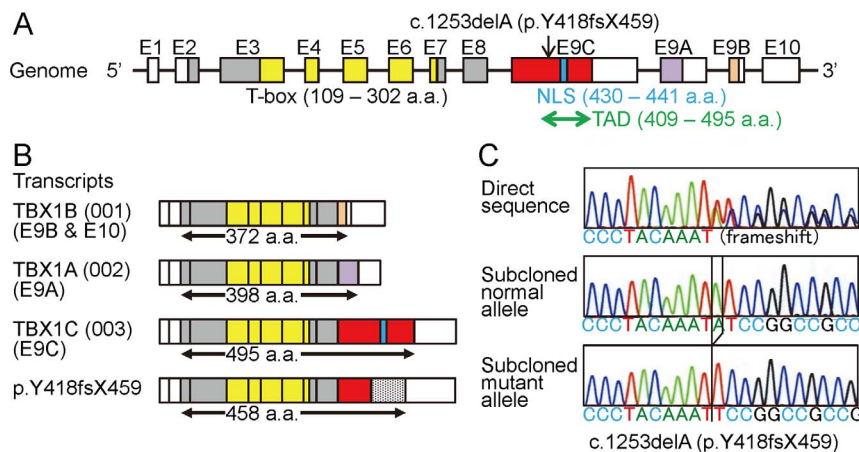 A
c.1253delA (p.Y418fsX459)
E1 E2 E3 E4 E5 E6 E7 E8 E9C E9A E9B E10
Genome 5’ 3’
T-box (109 – 302 a.a.)
NLS (430 – 441 a.a.)
TAD (409 – 495 a.a.)
B
Transcripts
TBX1B (001)
(E9B & E10)
372 a.a.
TBX1A (002)
(E9A)
398 a.a.
TBX1C (003)
(E9C)
495 a.a.
p.Y418fsX459
458 a.a.
C
Direct
sequence
CCCTACAAAT (frameshift)
Subcloned
normal
allele
CCCTACAAATATCCGGCCGCC
Subcloned
mutant
allele
CCCTACAAATTCCGGCCGCCG
c.1253delA (p.Y418fsX459)